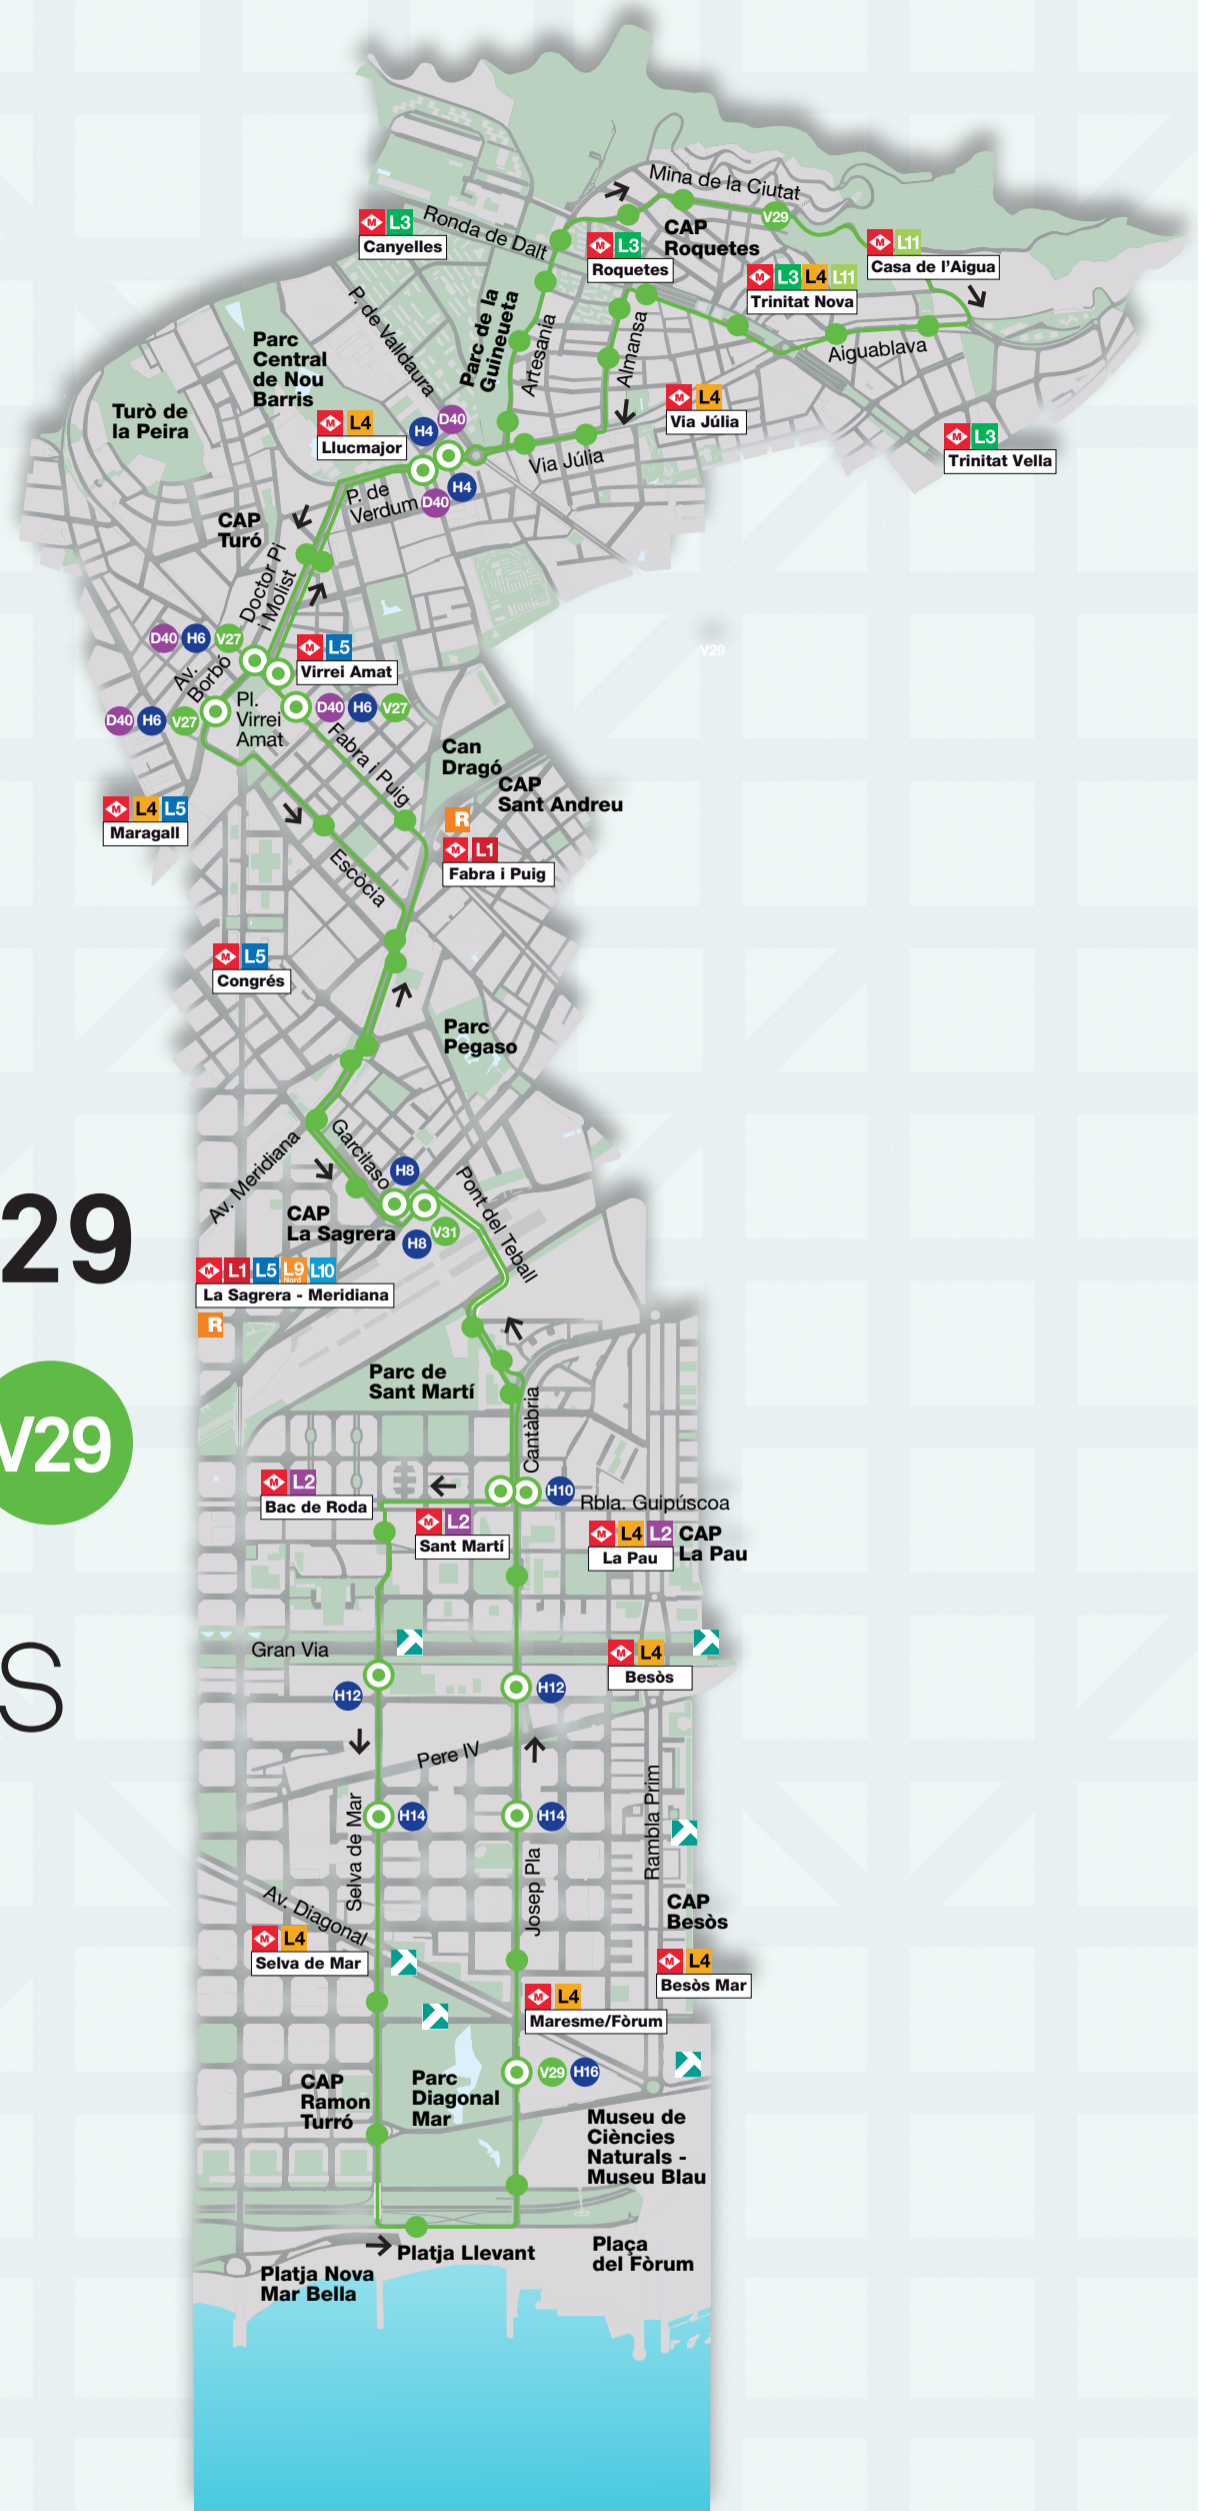 Mina de la Ciutat
V29
CAP
Roquetes
M L3
Canyelles
Ronda de Dalt
M L3
Roquetes
M L11
Casa de l'Aigua
M L3 L4 L11
Trinitat Nova
P. de Valldaura
Parc de la
Guineueta
Artesania
Almansa
Aiguablava
Parc
Central
de Nou
Barris
Turò de
la Peira
M L4
Llucmajor
H4
D40
M L4
Via Júlia
Via Júlia
M L3
Trinitat Vella
P. de
Verdum
D40
H4
CAP
Turó
Doctor Pi
i Molist
D40 H6 V27
M L5
Virrei Amat
V29
Av.
Borbó
D40 H6 V27
Pl.
Virrei
Amat
D40 H6 V27
Fabra i Puig
Can
Dragó
CAP
Sant Andreu
M L4 L5
Maragall
R
M L1
Fabra i Puig
Escòcia
M L5
Congrés
Parc
Pegaso
Av. Meridiana
Garcilaso
H8
Pont del Treball
CAP
La Sagrera
H8
V31
29
M L1 L5 L9 Nord L10
La Sagrera - Meridiana
R
Parc de
Sant Martí
V29
Cantàbria
M L2
Bac de Roda
H10
Rbla. Guipúscoa
M L2
Sant Martí
M L4 L2
La Pau
CAP
La Pau
Gran Via
M L4
Besòs
S
H12
H12
Pere IV
Selva de Mar
H14
H14
Rambla Prim
Josep Pla
Av. Diagonal
CAP
Besòs
M L4
Selva de Mar
M L4
Besòs Mar
M L4
Maresme/Fòrum
V29 H16
CAP
Ramon
Turró
Parc
Diagonal
Mar
Museu de
Ciències
Naturals -
Museu Blau
Platja Llevant
Plaça
del Fòrum
Platja Nova
Mar Bella